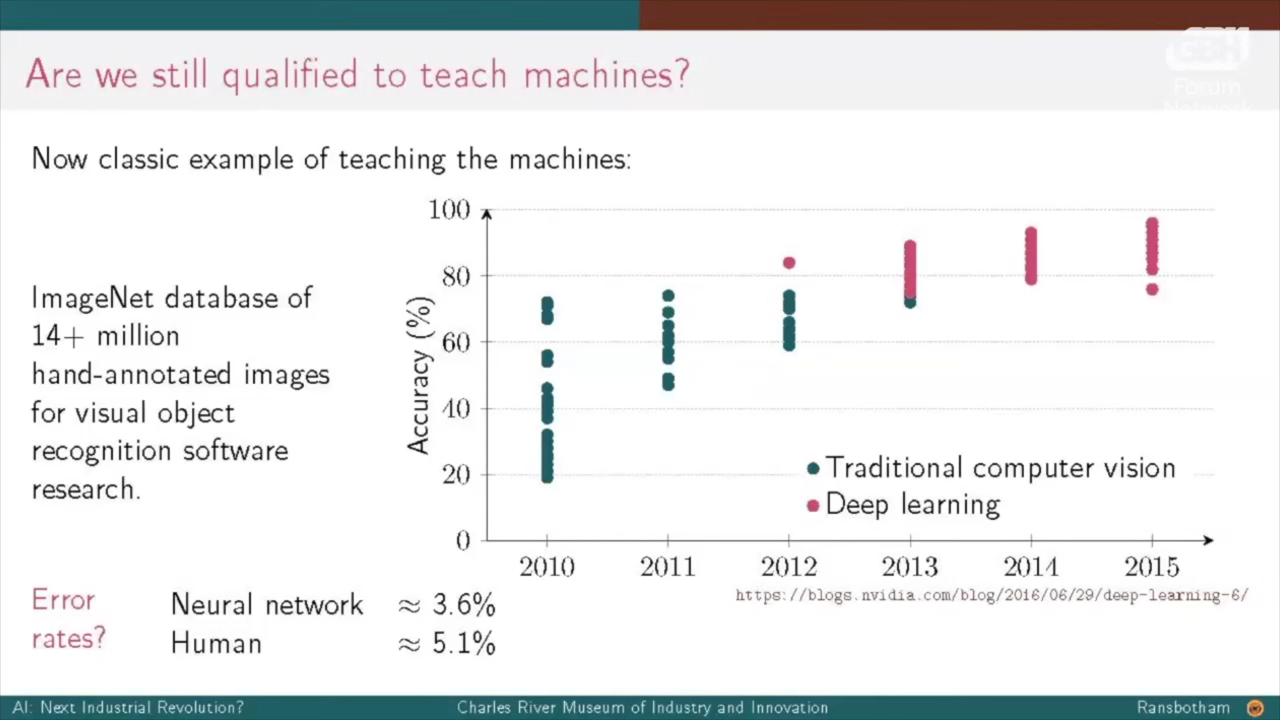 GBH
Forum
Network
Are we still qualified to teach machines?
Now classic example of teaching the machines:
ImageNet database of
14+ million
hand-annotated images
for visual object
recognition software
research.
Accuracy (%)
100
80
60
40
20
0
Traditional computer vision
Deep learning
2010 2011 2012 2013 2014 2015
https://blogs.nvidia.com/blog/2016/06/29/deep-learning-6/
Error
rates?
Neural network ≈ 3.6%
Human ≈ 5.1%
AI: Next Industrial Revolution? Charles River Museum of Industry and Innovation Ransbotham